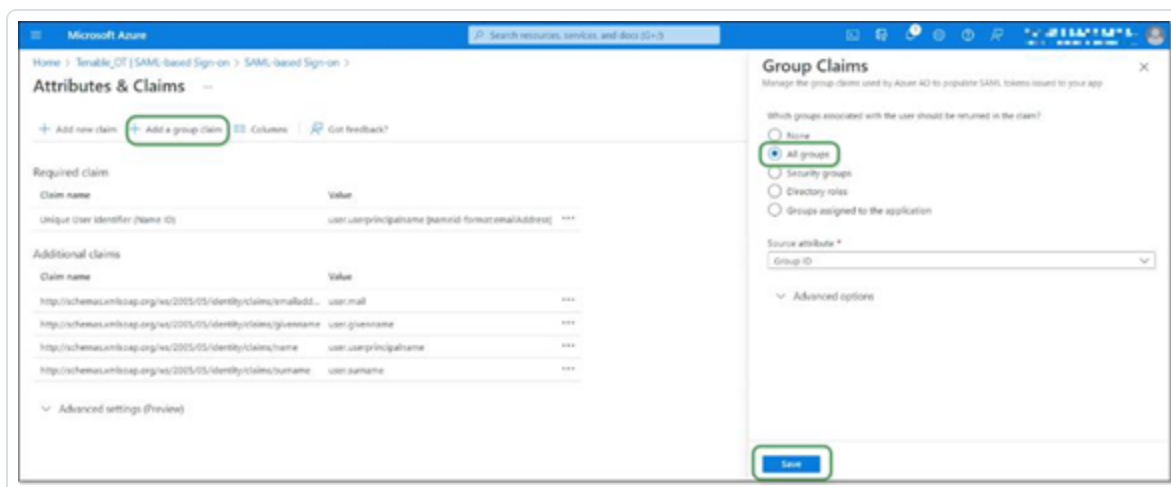 Microsoft Azure
Search resources, services, and docs (G+/)
Home > Tenable_OT | SAML-based Sign-on > SAML-based Sign-on >
Attributes & Claims
Add new claim Add a group claim Columns Got feedback?
Required claim
Claim name Value
Unique User Identifier (Name ID) user.userprincipalname [nameid-format:emailAddress]
Additional claims
Claim name Value
http://schemas.xmlsoap.org/ws/2005/05/identity/claims/emailadd... user.mail
http://schemas.xmlsoap.org/ws/2005/05/identity/claims/givenname user.givenname
http://schemas.xmlsoap.org/ws/2005/05/identity/claims/name user.userprincipalname
http://schemas.xmlsoap.org/ws/2005/05/identity/claims/surname user.surname
Advanced settings (Preview)
Group Claims
Manage the group claims used by Azure AD to populate SAML tokens issued to your app
Which groups associated with the user should be returned in the claim?
None
All groups
Security groups
Directory roles
Groups assigned to the application
Source attribute *
Group ID
Advanced options
Save